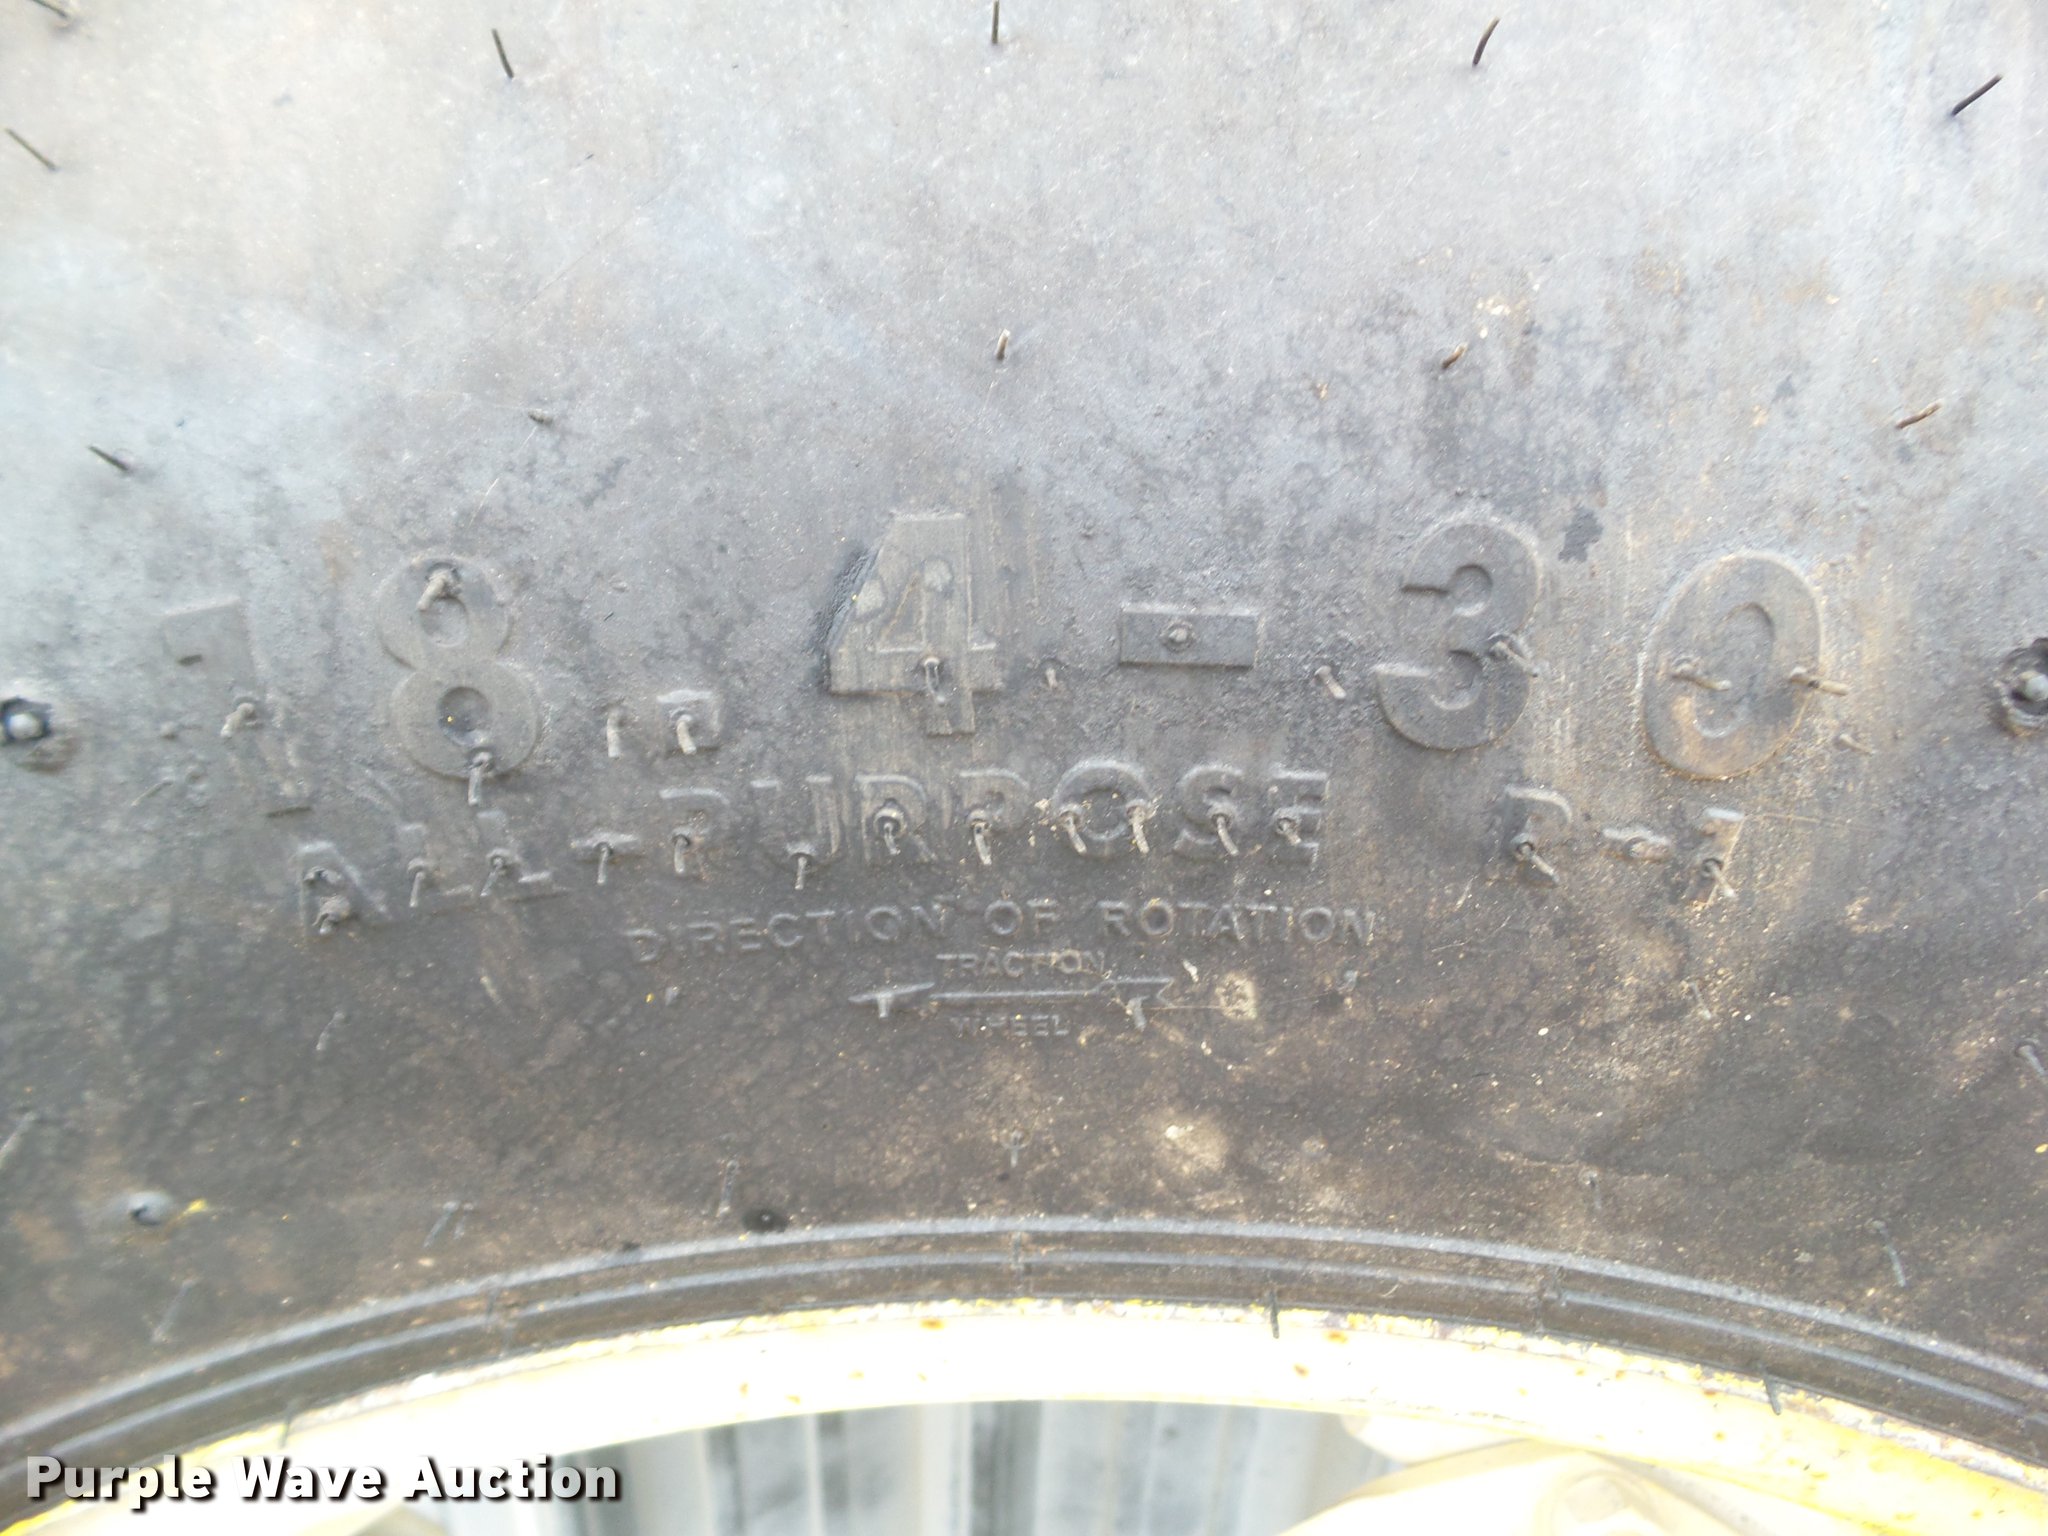 18.4-30
ALL-PURPOSE R-1
DIRECTION OF ROTATION
TRACTION
WHEEL
Purple Wave Auction